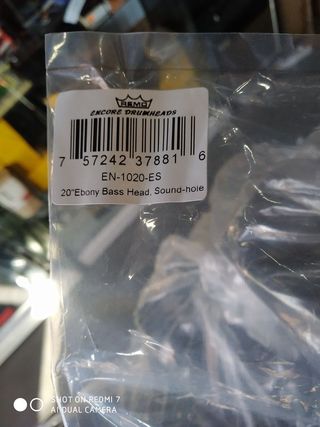 REMO
ENCORE DRUMHEADS
7 57242 37881 6
EN-1020-ES
20"Ebony Bass Head, Sound-hole
SHOT ON REDMI 7
AI DUAL CAMERA